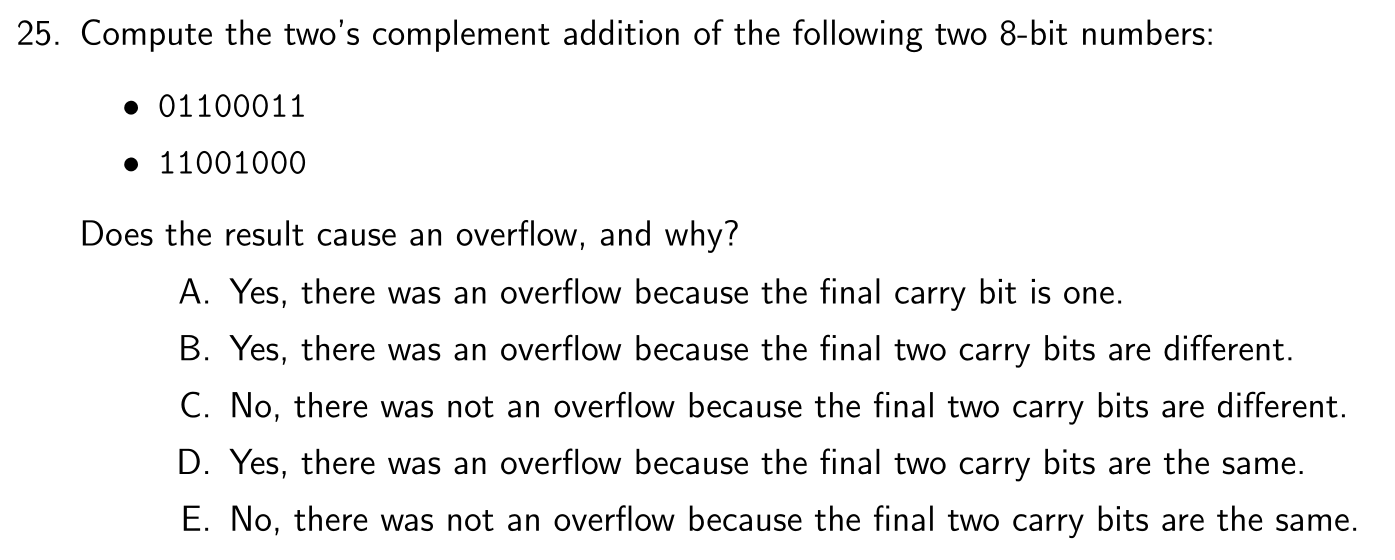 25. Compute the two's complement addition of the following two 8-bit numbers:
• 01100011
• 11001000
Does the result cause an overflow, and why?
A. Yes, there was an overflow because the final carry bit is one.
B. Yes, there was an overflow because the final two carry bits are different.
C. No, there was not an overflow because the final two carry bits are different.
D. Yes, there was an overflow because the final two carry bits are the same.
E. No, there was not an overflow because the final two carry bits are the same.